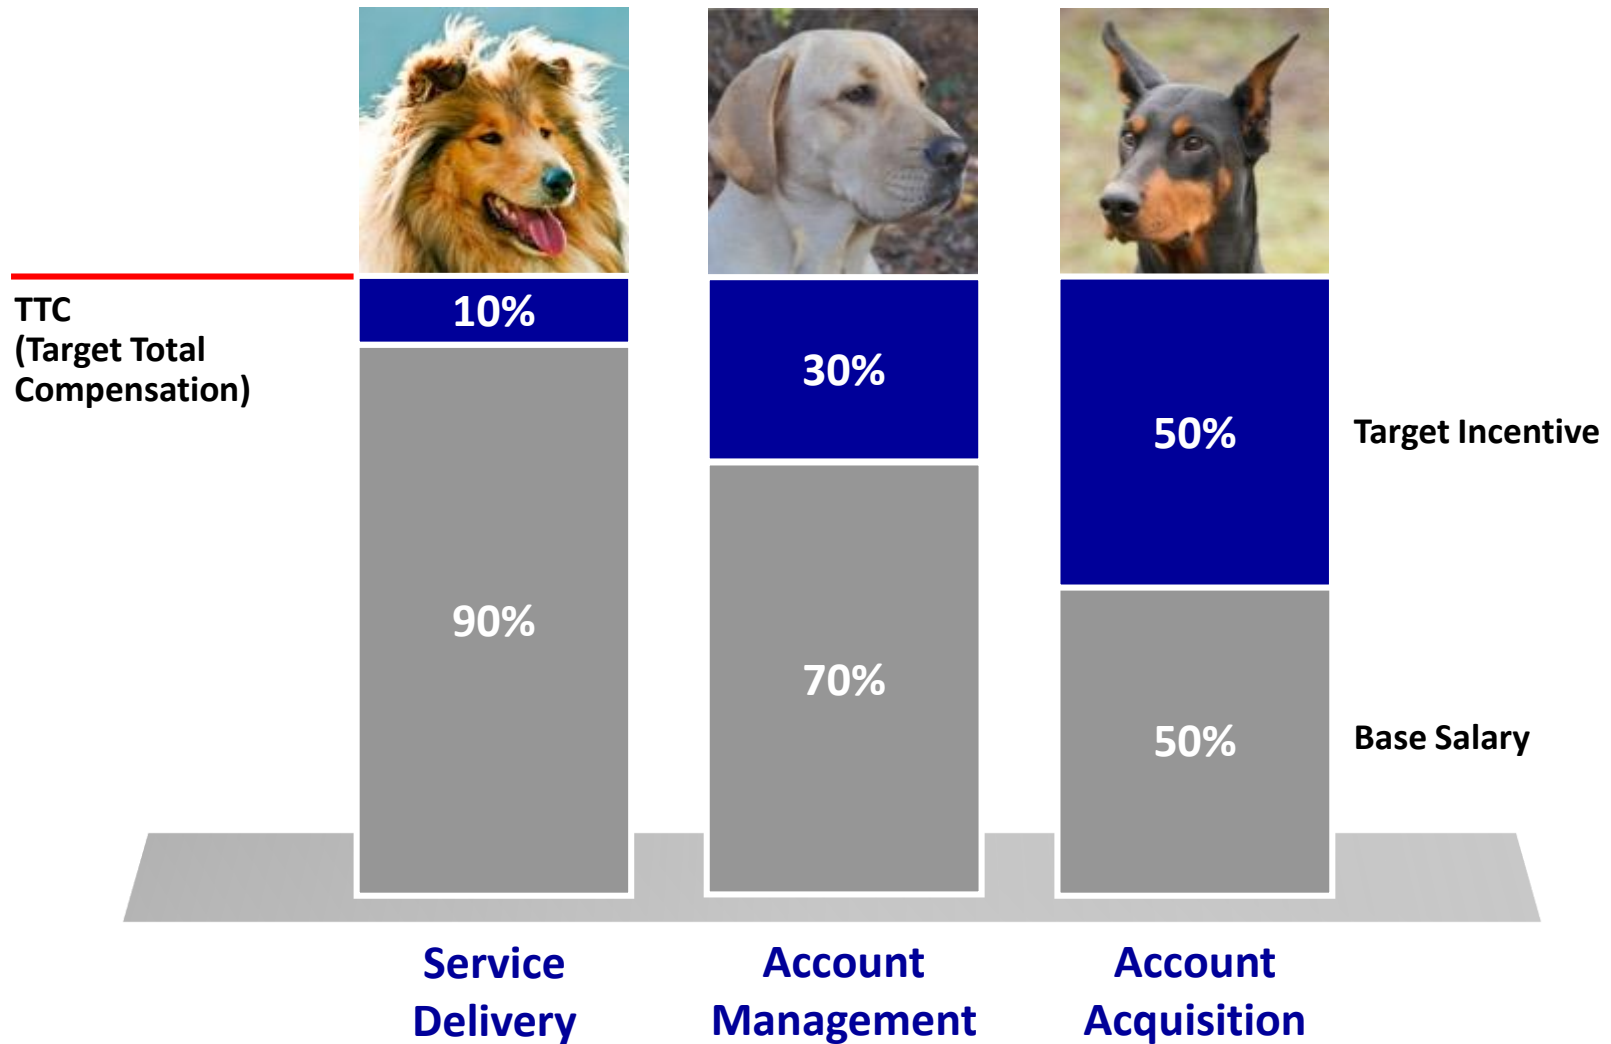 TTC
(Target Total
Compensation)
10%
30%
50%
Target Incentive
90%
70%
50%
Base Salary
Service
Delivery
Account
Management
Account
Acquisition